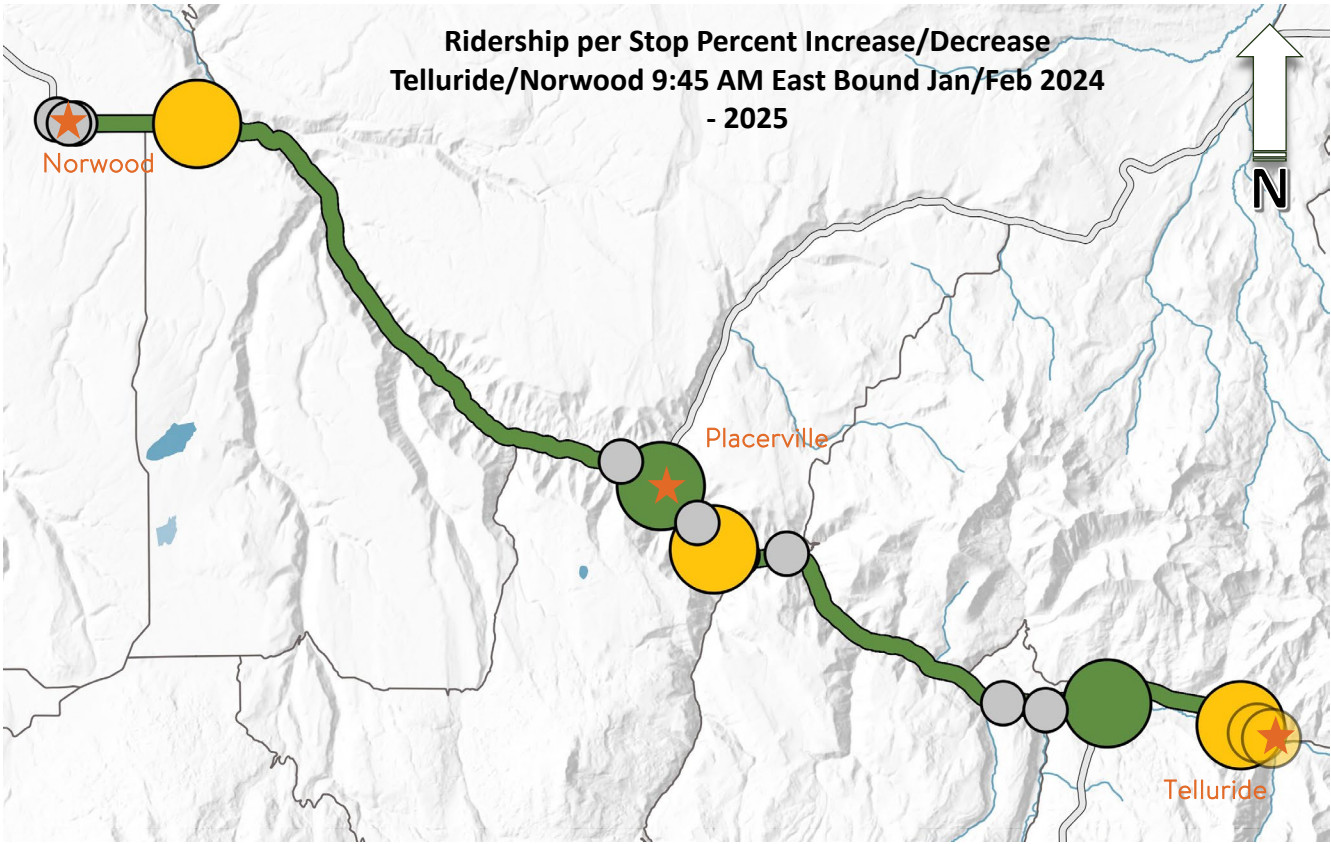 Ridership per Stop Percent Increase/Decrease
Telluride/Norwood 9:45 AM East Bound Jan/Feb 2024
- 2025
N
Norwood
Placerville
Telluride